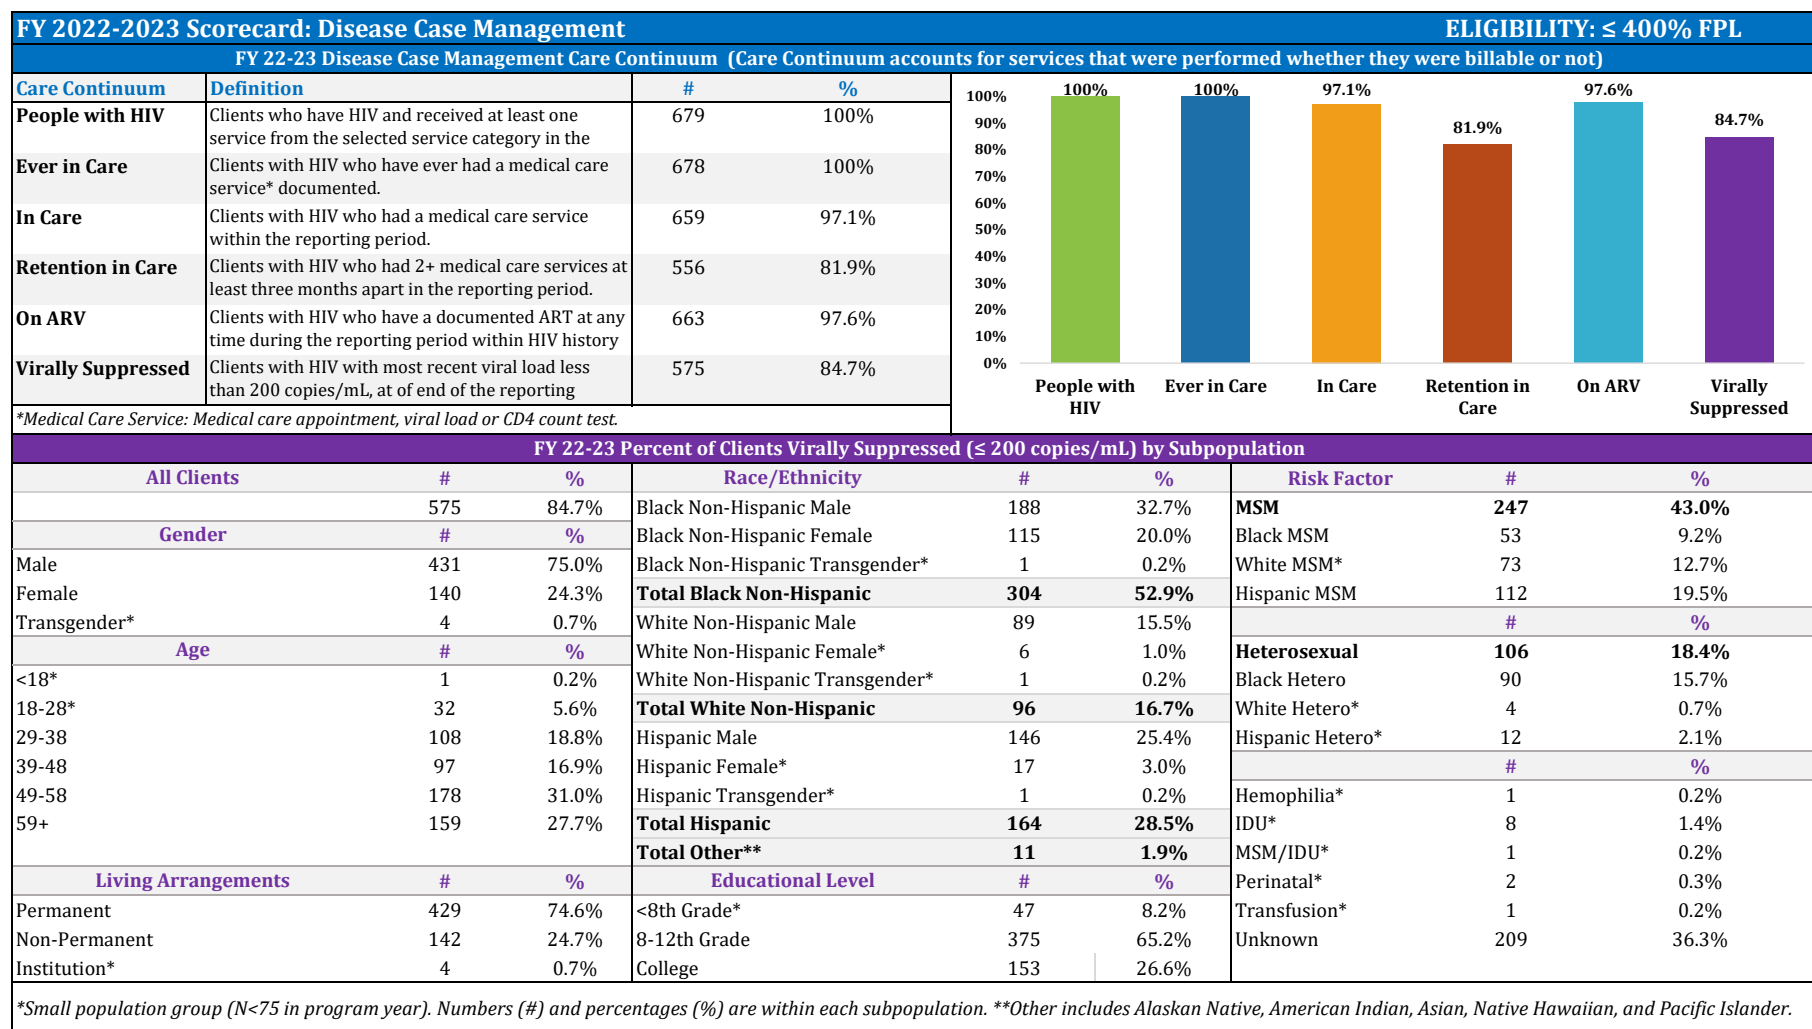 FY 2022-2023 Scorecard: Disease Case Management ELIGIBILITY: ≤ 400% FPL
FY 22-23 Disease Case Management Care Continuum (Care Continuum accounts for services that were performed whether they were billable or not)
Care Continuum Definition # %
People with HIV Clients who have HIV and received at least one 679 100%
service from the selected service category in the
Ever in Care Clients with HIV who have ever had a medical care 678 100%
service* documented.
In Care Clients with HIV who had a medical care service 659 97.1%
within the reporting period.
Retention in Care Clients with HIV who had 2+ medical care services at 556 81.9%
least three months apart in the reporting period.
On ARV Clients with HIV who have a documented ART at any 663 97.6%
time during the reporting period within HIV history
Virally Suppressed Clients with HIV with most recent viral load less 575 84.7%
than 200 copies/mL, at of end of the reporting
*Medical Care Service: Medical care appointment, viral load or CD4 count test.
100% 100% 97.1% 81.9% 97.6% 84.7%
100%
90%
80%
70%
60%
50%
40%
30%
20%
10%
0%
People with Ever in Care In Care Retention in On ARV Virally
HIV Care Suppressed
FY 22-23 Percent of Clients Virally Suppressed (≤ 200 copies/mL) by Subpopulation
All Clients # %
575 84.7%
Gender # %
Male 431 75.0%
Female 140 24.3%
Transgender* 4 0.7%
Age # %
<18* 1 0.2%
18-28* 32 5.6%
29-38 108 18.8%
39-48 97 16.9%
49-58 178 31.0%
59+ 159 27.7%
Living Arrangements # %
Permanent 429 74.6%
Non-Permanent 142 24.7%
Institution* 4 0.7%
Race/Ethnicity # %
Black Non-Hispanic Male 188 32.7%
Black Non-Hispanic Female 115 20.0%
Black Non-Hispanic Transgender* 1 0.2%
Total Black Non-Hispanic 304 52.9%
White Non-Hispanic Male 89 15.5%
White Non-Hispanic Female* 6 1.0%
White Non-Hispanic Transgender* 1 0.2%
Total White Non-Hispanic 96 16.7%
Hispanic Male 146 25.4%
Hispanic Female* 17 3.0%
Hispanic Transgender* 1 0.2%
Total Hispanic 164 28.5%
Total Other** 11 1.9%
Educational Level # %
<8th Grade* 47 8.2%
8-12th Grade 375 65.2%
College 153 26.6%
Risk Factor # %
MSM 247 43.0%
Black MSM 53 9.2%
White MSM* 73 12.7%
Hispanic MSM 112 19.5%
# %
Heterosexual 106 18.4%
Black Hetero 90 15.7%
White Hetero* 4 0.7%
Hispanic Hetero* 12 2.1%
# %
Hemophilia* 1 0.2%
IDU* 8 1.4%
MSM/IDU* 1 0.2%
Perinatal* 2 0.3%
Transfusion* 1 0.2%
Unknown 209 36.3%
*Small population group (N<75 in program year). Numbers (#) and percentages (%) are within each subpopulation. **Other includes Alaskan Native, American Indian, Asian, Native Hawaiian, and Pacific Islander.